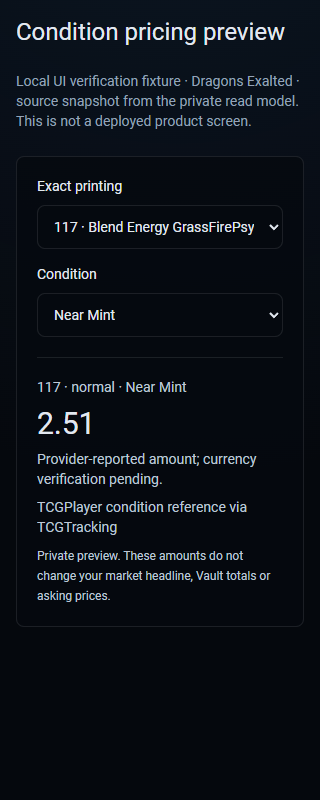 Condition pricing preview
Local UI verification fixture · Dragons Exalted ·
source snapshot from the private read model.
This is not a deployed product screen.
Exact printing
117 · Blend Energy GrassFirePsy
Condition
Near Mint
117 · normal · Near Mint
2.51
Provider-reported amount; currency
verification pending.
TCGPlayer condition reference via
TCGTracking
Private preview. These amounts do not
change your market headline, Vault totals or
asking prices.